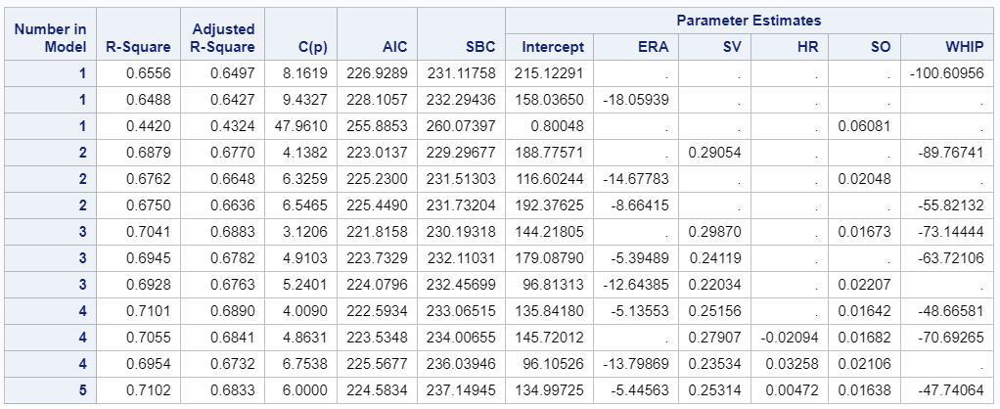 Parameter Estimates
Number in Model R-Square Adjusted R-Square C(p) AIC SBC Intercept ERA SV HR SO WHIP
1 0.6556 0.6497 8.1619 226.9289 231.11758 215.12291 . . . . -100.60956
1 0.6488 0.6427 9.4327 228.1057 232.29436 158.03650 -18.05939 . . . .
1 0.4420 0.4324 47.9610 255.8853 260.07397 0.80048 . . . 0.06081 .
2 0.6879 0.6770 4.1382 223.0137 229.29677 188.77571 . 0.29054 . . -89.76741
2 0.6762 0.6648 6.3259 225.2300 231.51303 116.60244 -14.67783 . . 0.02048 .
2 0.6750 0.6636 6.5465 225.4490 231.73204 192.37625 -8.66415 . . . -55.82132
3 0.7041 0.6883 3.1206 221.8158 230.19318 144.21805 . 0.29870 . 0.01673 -73.14444
3 0.6945 0.6782 4.9103 223.7329 232.11031 179.08790 -5.39489 0.24119 . . -63.72106
3 0.6928 0.6763 5.2401 224.0796 232.45699 96.81313 -12.64385 0.22034 . 0.02207 .
4 0.7101 0.6890 4.0090 222.5934 233.06515 135.84180 -5.13553 0.25156 . 0.01642 -48.66581
4 0.7055 0.6841 4.8631 223.5348 234.00655 145.72012 . 0.27907 -0.02094 0.01682 -70.69265
4 0.6954 0.6732 6.7538 225.5677 236.03946 96.10526 -13.79869 0.23534 0.03258 0.02106 .
5 0.7102 0.6833 6.0000 224.5834 237.14945 134.99725 -5.44563 0.25314 0.00472 0.01638 -47.74064